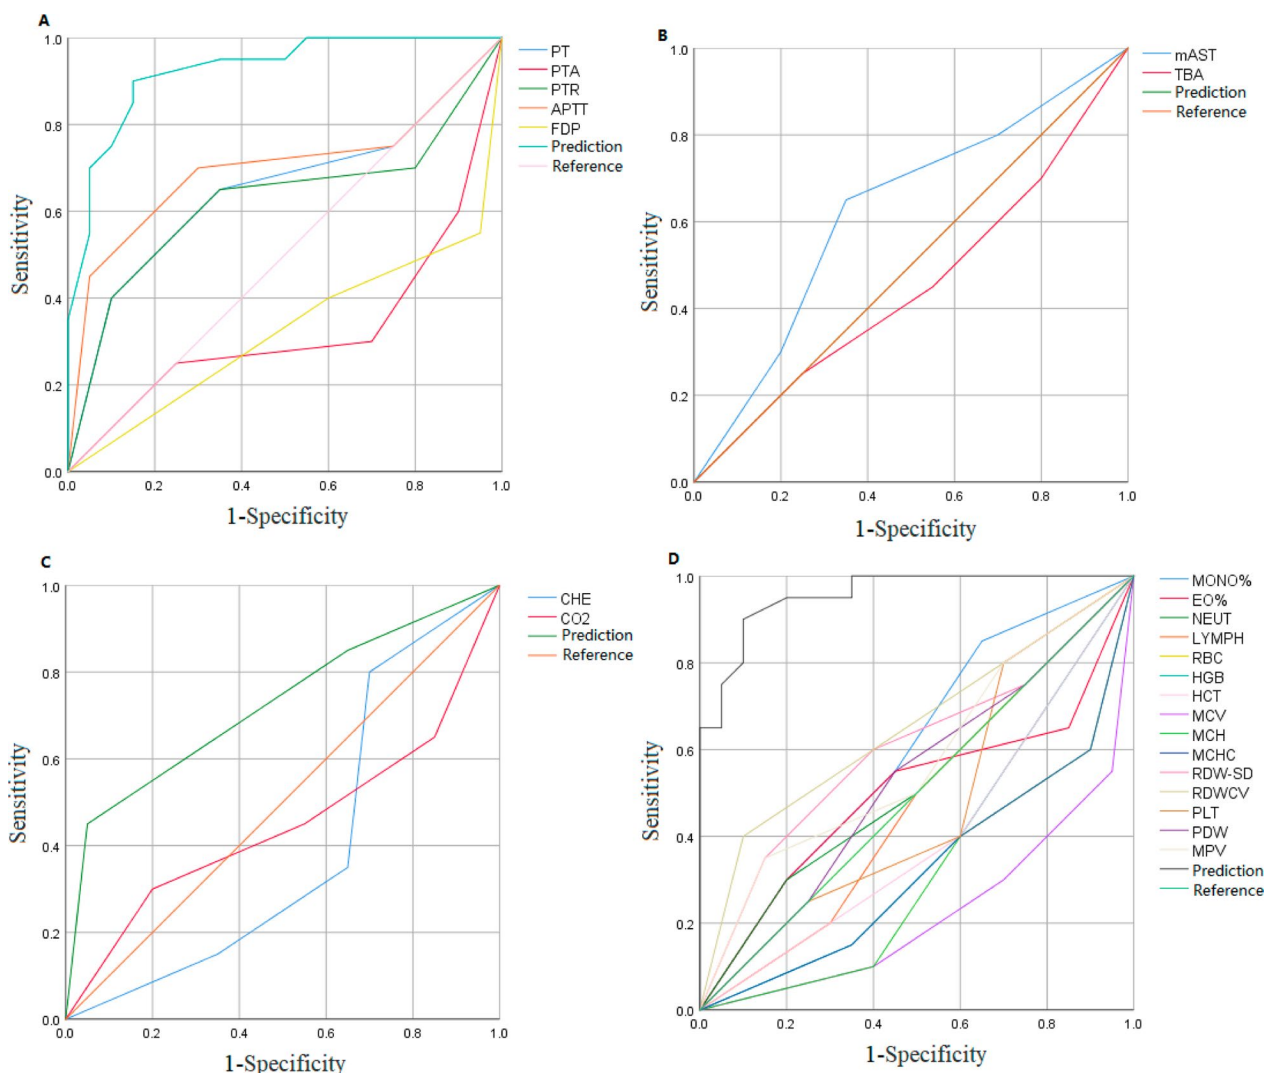 A
1.0
0.8
0.6
0.4
0.2
0.0
0.0 0.2 0.4 0.6 0.8 1.0
Sensitivity
1-Specificity
PT
PTA
PTR
APTT
FDP
Prediction
Reference
B
1.0
0.8
0.6
0.4
0.2
0.0
0.0 0.2 0.4 0.6 0.8 1.0
Sensitivity
1-Specificity
mAST
TBA
Prediction
Reference
C
1.0
0.8
0.6
0.4
0.2
0.0
0.0 0.2 0.4 0.6 0.8 1.0
Sensitivity
1-Specificity
CHE
CO2
Prediction
Reference
D
1.0
0.8
0.6
0.4
0.2
0.0
0.0 0.2 0.4 0.6 0.8 1.0
Sensitivity
1-Specificity
MONO%
EO%
NEUT
LYMPH
RBC
HGB
HCT
MCV
MCH
MCHC
RDW-SD
RDWCV
PLT
PDW
MPV
Prediction
Reference